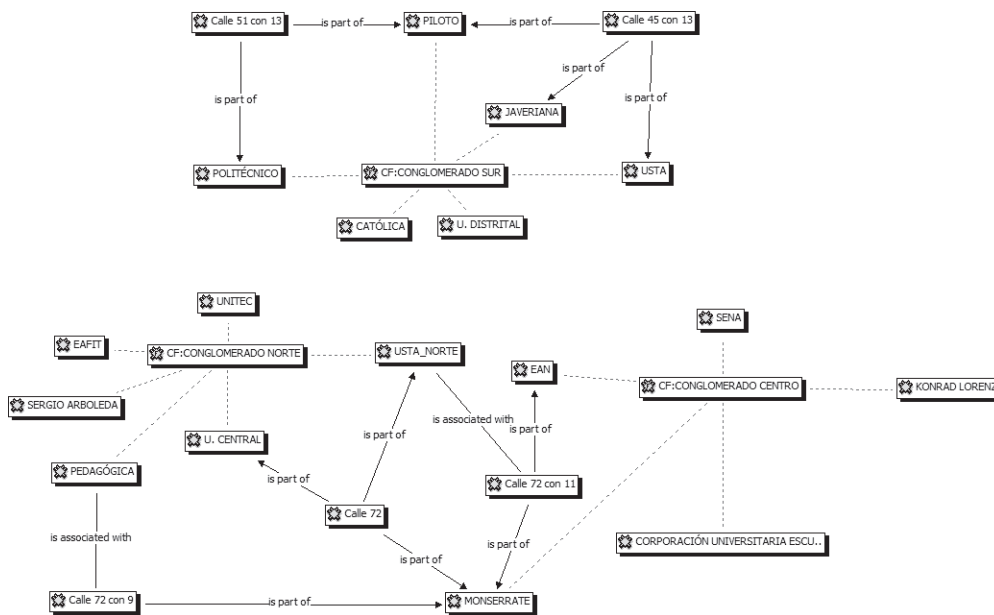 Calle 51 con 13
is part of
PILOTO
is part of
Calle 45 con 13
is part of
is part of
is part of
JAVERIANA
POLITÉCNICO
CF:CONGLOMERADO SUR
USTA
CATÓLICA
U. DISTRITAL
UNITEC
SENA
EAFIT
CF:CONGLOMERADO NORTE
USTA_NORTE
EAN
CF:CONGLOMERADO CENTRO
KONRAD LORENZ
SERGIO ARBOLEDA
is associated with
is part of
is part of
U. CENTRAL
PEDAGÓGICA
is part of
Calle 72 con 11
Calle 72
is associated with
is part of
is part of
CORPORACIÓN UNIVERSITARIA ESCU..
Calle 72 con 9
is part of
MONSERRATE